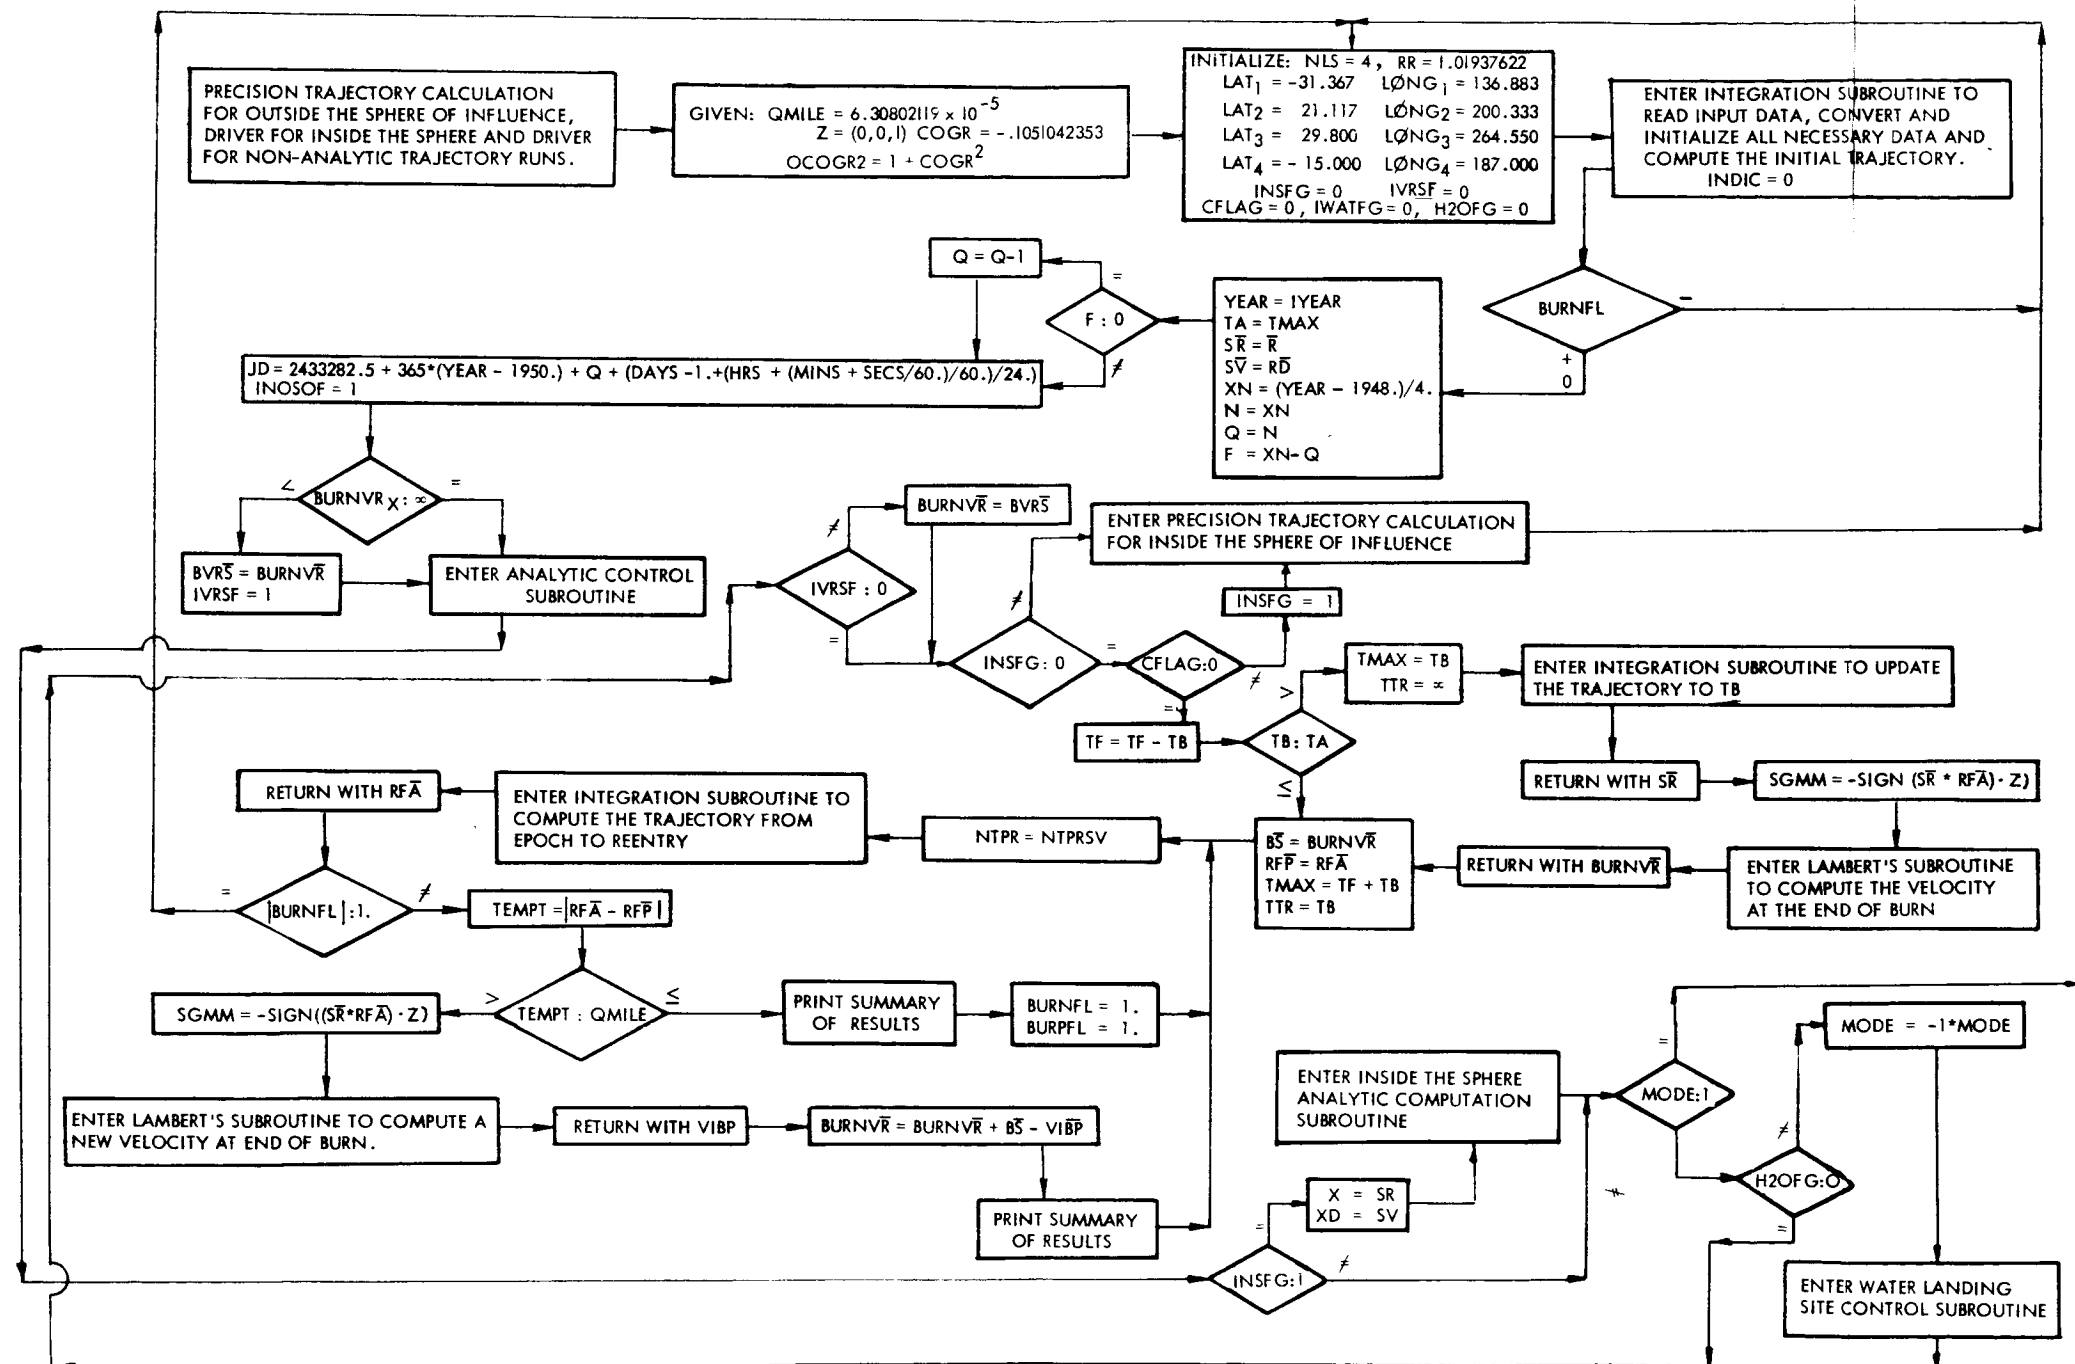 PRECISION TRAJECTORY CALCULATION
FOR OUTSIDE THE SPHERE OF INFLUENCE,
DRIVER FOR INSIDE THE SPHERE AND DRIVER
FOR NON-ANALYTIC TRAJECTORY RUNS.
GIVEN: QMILE = 6.30802119 x 10^-5
Z = (0,0,1) COGR = -.1051042353
OCOGR2 = 1 + COGR^2
INITIALIZE: NLS = 4, RR = 1.01937622
LAT1 = -31.367 LØNG1 = 136.883
LAT2 = 21.117 LØNG2 = 200.333
LAT3 = 29.800 LØNG3 = 264.550
LAT4 = - 15.000 LØNG4 = 187.000
INSFG = 0 IVRSF = 0
CFLAG = 0, IWATFG = 0, H2OFG = 0
ENTER INTEGRATION SUBROUTINE TO
READ INPUT DATA, CONVERT AND
INITIALIZE ALL NECESSARY DATA AND
COMPUTE THE INITIAL TRAJECTORY.
INDIC = 0
BURNFL
-
+
0
YEAR = IYEAR
TA = TMAX
SR̅ = R̅
SV̅ = RD̅
XN = (YEAR - 1948.)/4.
N = XN
Q = N
F = XN-Q
F : 0
=
≠
Q = Q-1
JD = 2433282.5 + 365*(YEAR - 1950.) + Q + (DAYS -1.+(HRS + (MINS + SECS/60.)/60.)/24.)
INOSOF = 1
BURNVR X : ∞
<
=
BVRS̅ = BURNVR̅
IVRSF = 1
ENTER ANALYTIC CONTROL
SUBROUTINE
IVRSF : 0
≠
=
BURNVR̅ = BVRS̅
INSFG : 0
≠
=
ENTER PRECISION TRAJECTORY CALCULATION
FOR INSIDE THE SPHERE OF INFLUENCE
INSFG = 1
CFLAG:0
≠
=
TF = TF - TB
TB : TA
>
≤
TMAX = TB
TTR = ∞
ENTER INTEGRATION SUBROUTINE TO UPDATE
THE TRAJECTORY TO TB
RETURN WITH SR̅
SGMM = -SIGN (SR̅ * RFA̅) · Z)
ENTER LAMBERT'S SUBROUTINE
TO COMPUTE THE VELOCITY
AT THE END OF BURN
RETURN WITH BURNVR̅
BS̅ = BURNVR̅
RFP̅ = RFA̅
TMAX = TF + TB
TTR = TB
NTPR = NTPRSV
ENTER INTEGRATION SUBROUTINE TO
COMPUTE THE TRAJECTORY FROM
EPOCH TO REENTRY
RETURN WITH RFA̅
|BURNFL| : 1.
=
≠
TEMPT = |RFA̅ - RFP̅|
TEMPT : QMILE
>
≤
PRINT SUMMARY
OF RESULTS
BURNFL = 1.
BURPFL = 1.
SGMM = -SIGN((SR̅*RFA̅) · Z)
ENTER LAMBERT'S SUBROUTINE TO COMPUTE A
NEW VELOCITY AT END OF BURN.
RETURN WITH VIBP
BURNVR̅ = BURNVR̅ + BS̅ - VIBP̅
PRINT SUMMARY
OF RESULTS
INSFG:1
=
≠
X = SR
XD = SV
ENTER INSIDE THE SPHERE
ANALYTIC COMPUTATION
SUBROUTINE
MODE:1
=
≠
H2OFG:0
≠
=
MODE = -1*MODE
ENTER WATER LANDING
SITE CONTROL SUBROUTINE